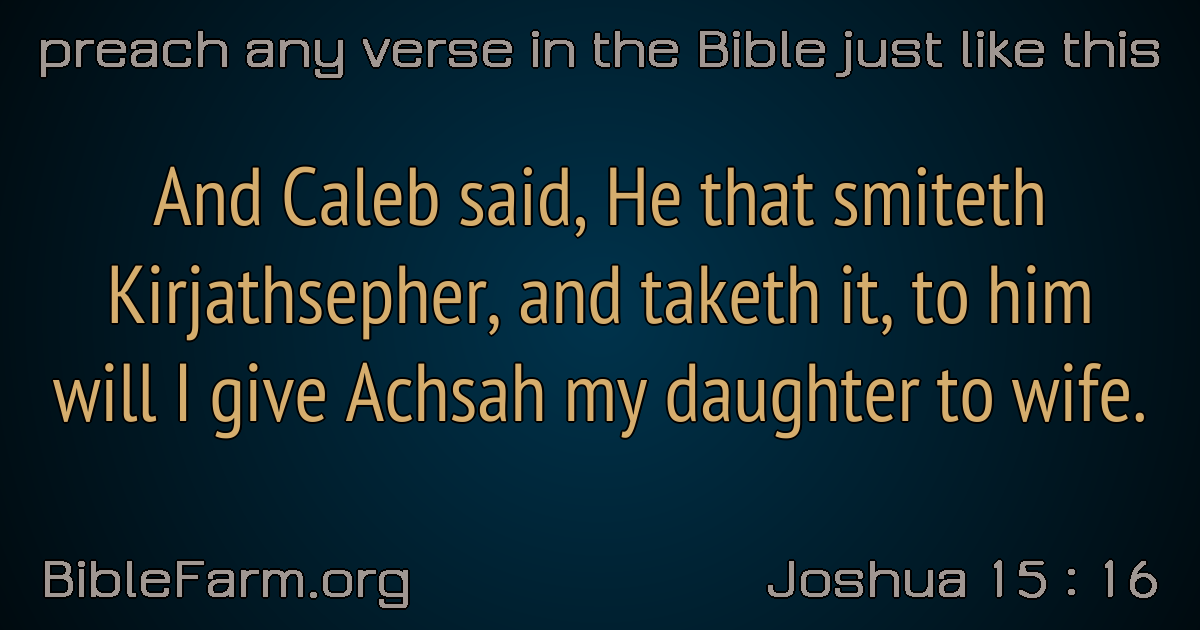 preach any verse in the Bible just like this
And Caleb said, He that smiteth
Kirjathsepher, and taketh it, to him
will I give Achsah my daughter to wife.
BibleFarm.org
Joshua 15 : 16